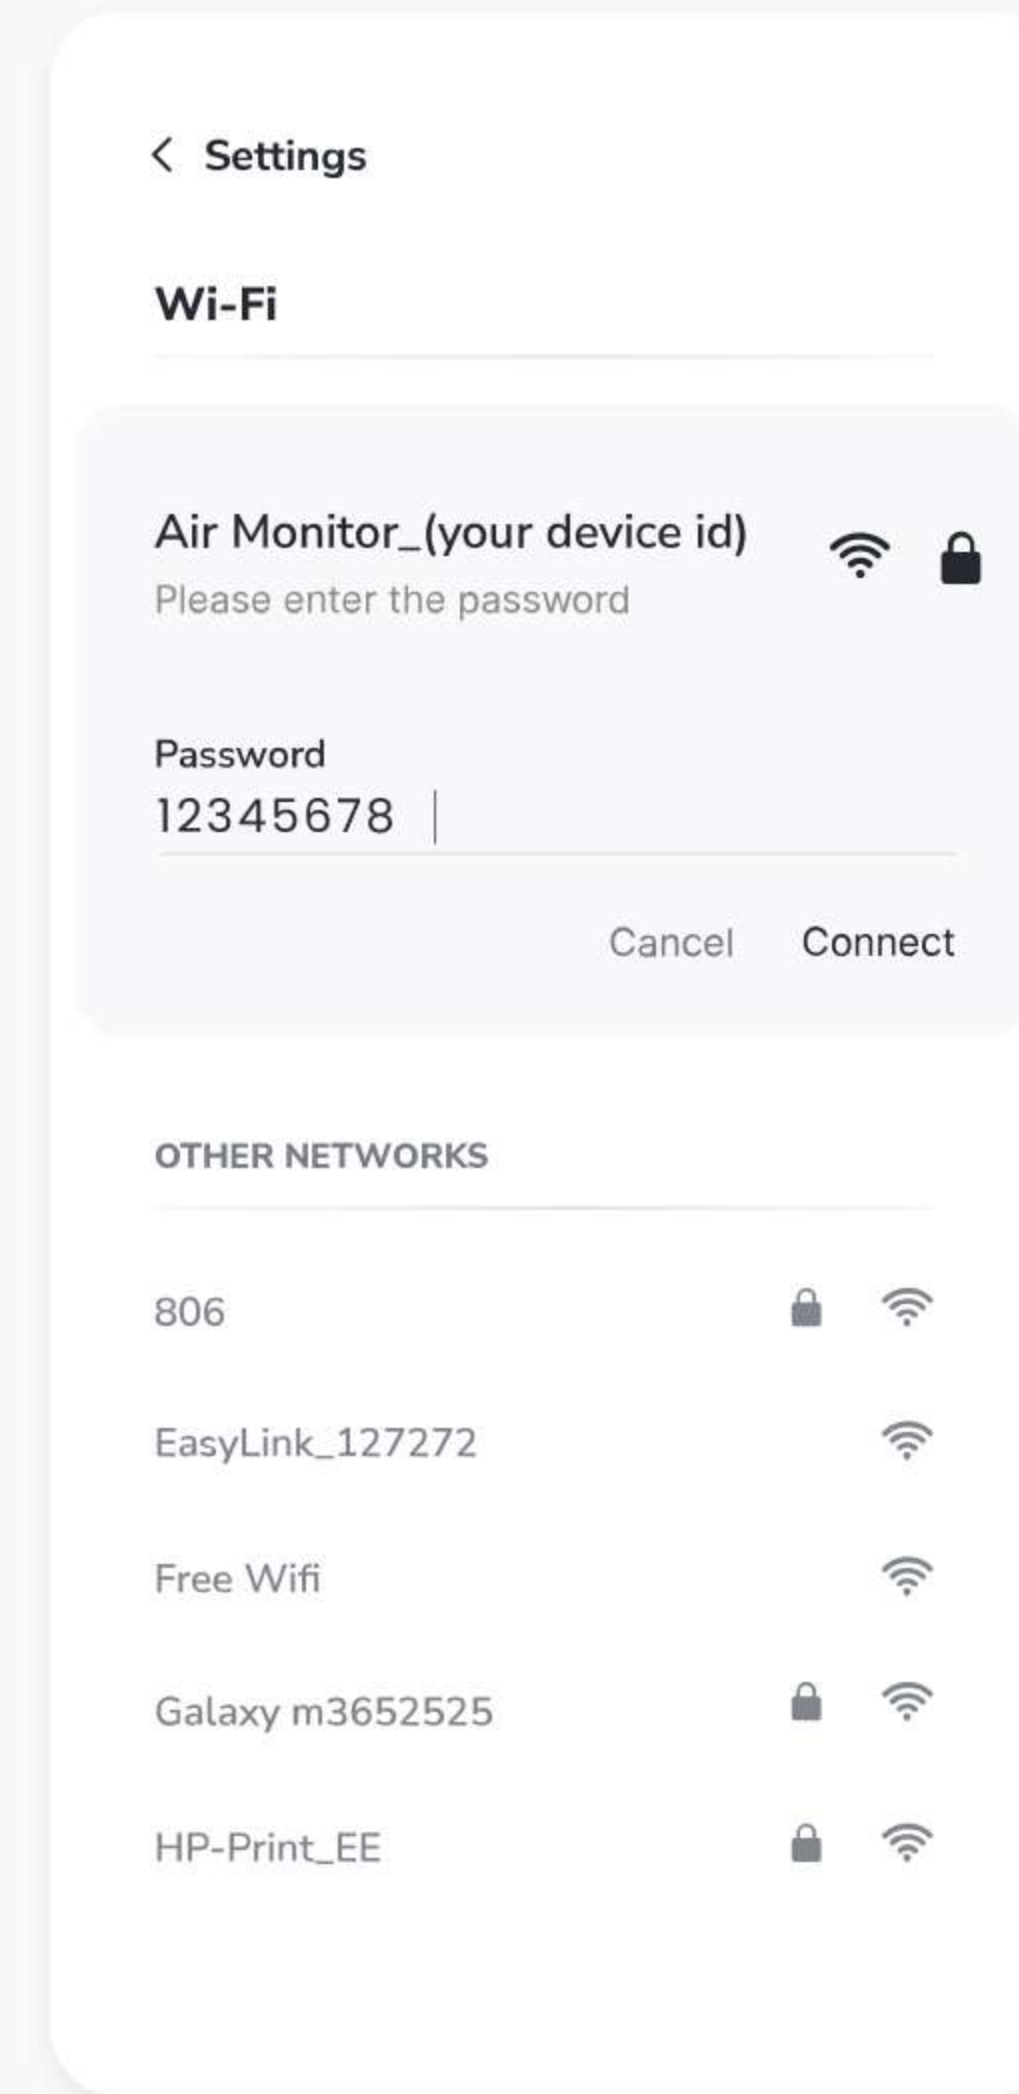 Settings
Wi-Fi
Air Monitor_(your device id)
Please enter the password
Password
12345678
Cancel Connect
OTHER NETWORKS
806
EasyLink_127272
Free Wifi
Galaxy m3652525
HP-Print_EE